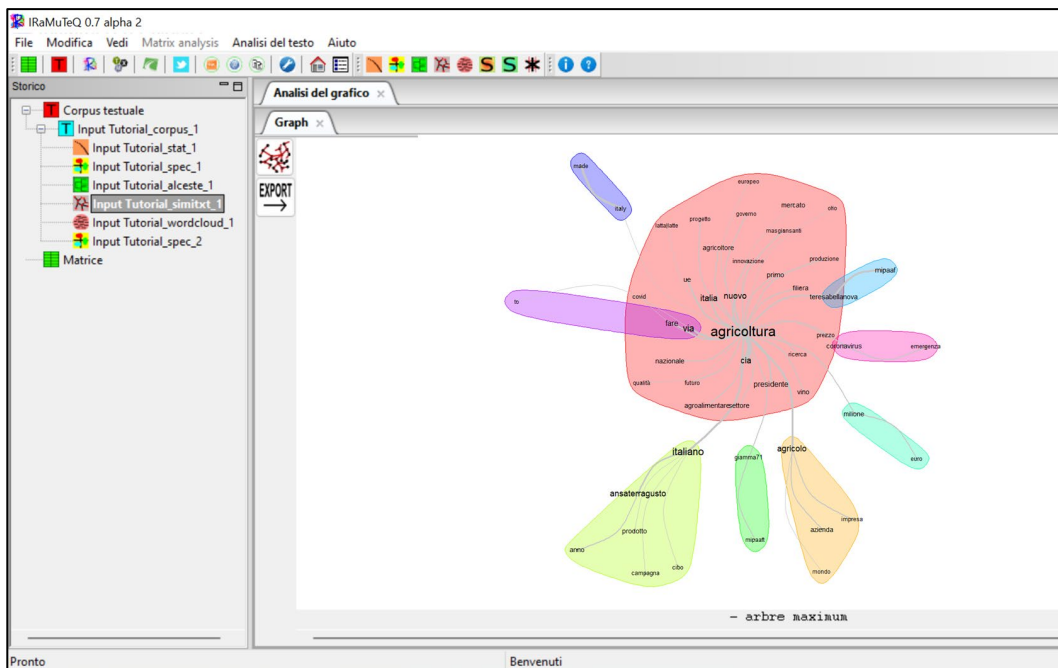 IRaMuTeQ 0.7 alpha 2
File Modifica Vedi Matrix analysis Analisi del testo Aiuto
Storico
Corpus testuale
Input Tutorial_corpus_1
Input Tutorial_stat_1
Input Tutorial_spec_1
Input Tutorial_alceste_1
Input Tutorial_simitxt_1
Input Tutorial_wordcloud_1
Input Tutorial_spec_2
Matrice
Analisi del grafico
Graph
EXPORT
made
italy
europeo
mercato
olio
progetto
governo
lattallatte
masgiansanti
agricoltore
innovazione
produzione
ue
primo
mipaaf
covid
italia
nuovo
filiera
teresabellanova
to
fare
via
agricoltura
prezzo
coronavirus
emergenza
nazionale
cia
ricerca
qualità
futuro
presidente
vino
agroalimentare
settore
milione
euro
italiano
giamma71
agricolo
ansaterragusto
prodotto
anno
campagna
cibo
mipaaft
impresa
azienda
mondo
- arbre maximum
Pronto Benvenuti